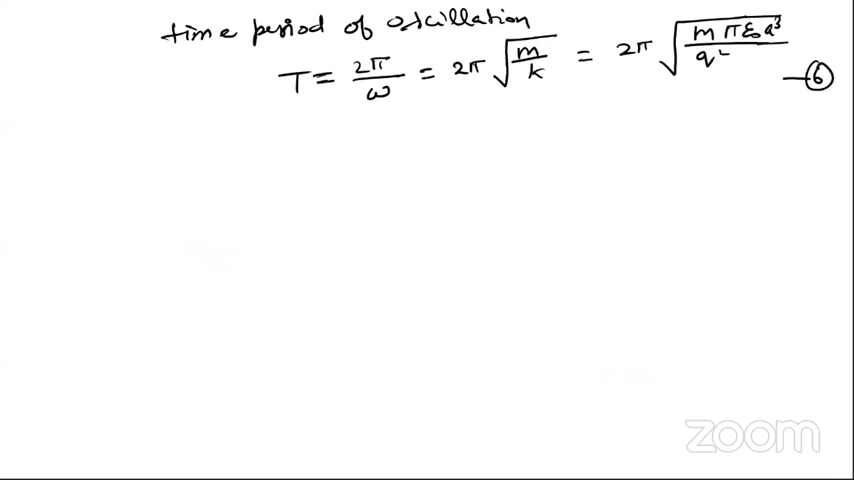 time period of oscillation
T = 2π/ω = 2π √(m/k) = 2π √(m π ε₀ a³/q²) —⑥
zoom